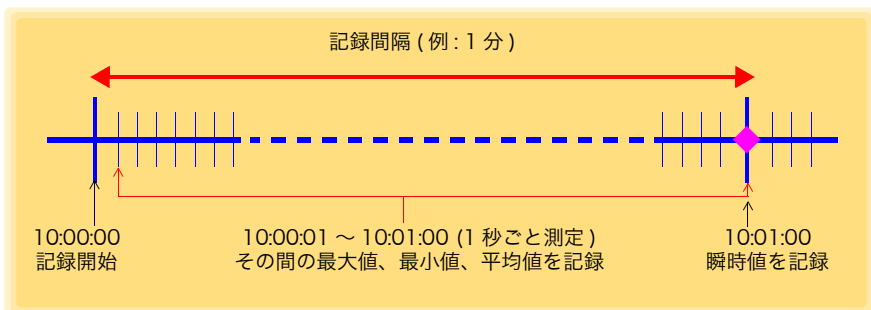 記録間隔 ( 例 : 1 分 )
10:00:00
記録開始
10:00:01 ～ 10:01:00 (1 秒ごと測定 )
その間の最大値、最小値、平均値を記録
10:01:00
瞬時値を記録